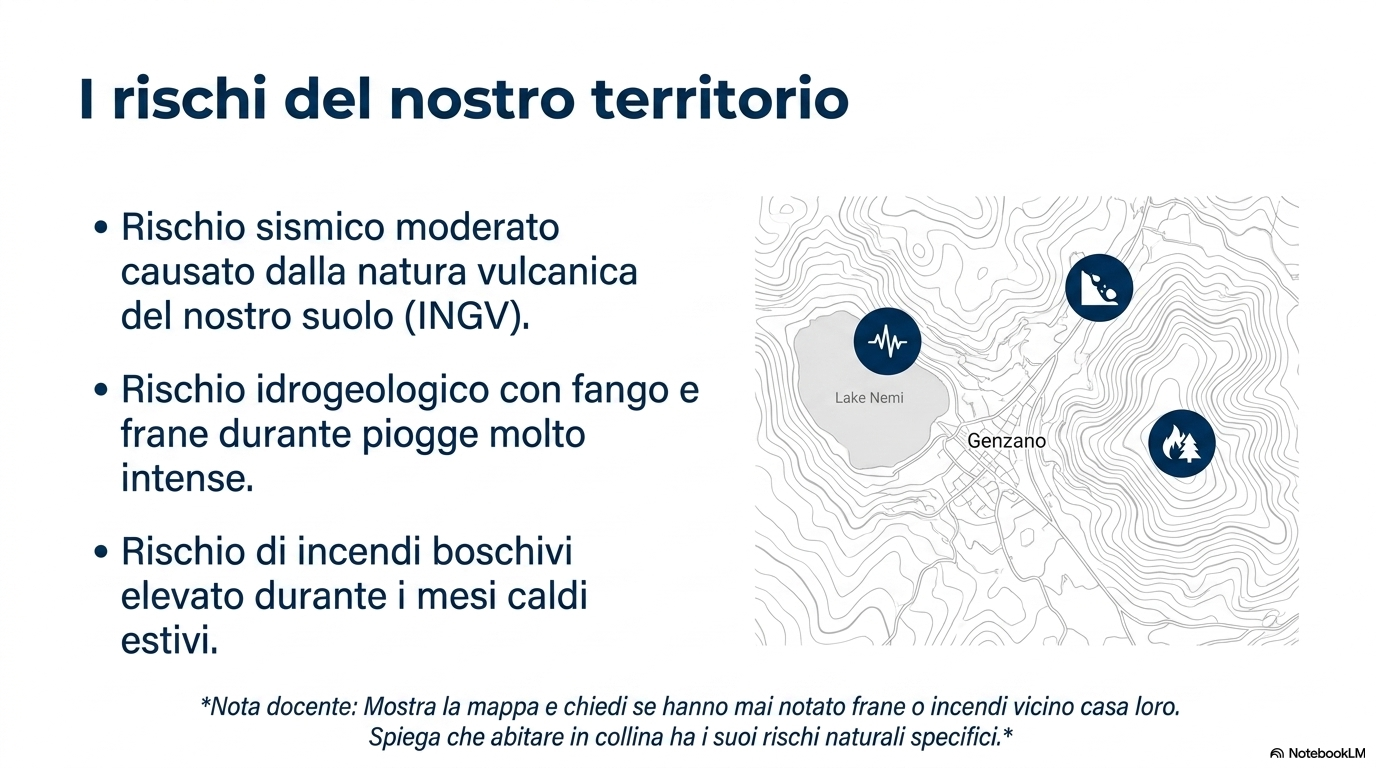 I rischi del nostro territorio
• Rischio sismico moderato
causato dalla natura vulcanica
del nostro suolo (INGV).
• Rischio idrogeologico con fango e
frane durante piogge molto
intense.
• Rischio di incendi boschivi
elevato durante i mesi caldi
estivi.
Lake Nemi
Genzano
*Nota docente: Mostra la mappa e chiedi se hanno mai notato frane o incendi vicino casa loro.
Spiega che abitare in collina ha i suoi rischi naturali specifici.*
NotebookLM